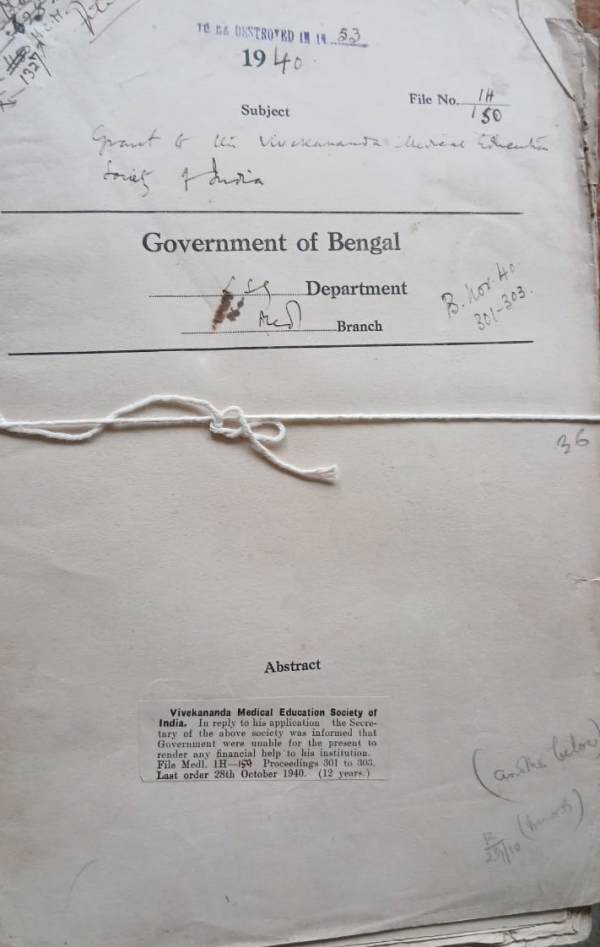 TO BE DESTROYED IN 19 53
1940.
File No. 1H
150
Subject
Grant to the Vivekananda Medical Education
Society of India
Government of Bengal
Department
Medl Branch
B. Nov. 40
301-303.
36
Abstract
Vivekananda Medical Education Society of
India. In reply to his application the Secre-
tary of the above society was informed that
Government were unable for the present to
render any financial help to his institution.
File Medl. 1H—150 Proceedings 301 to 303.
Last order 28th October 1940. (12 years.)
below)